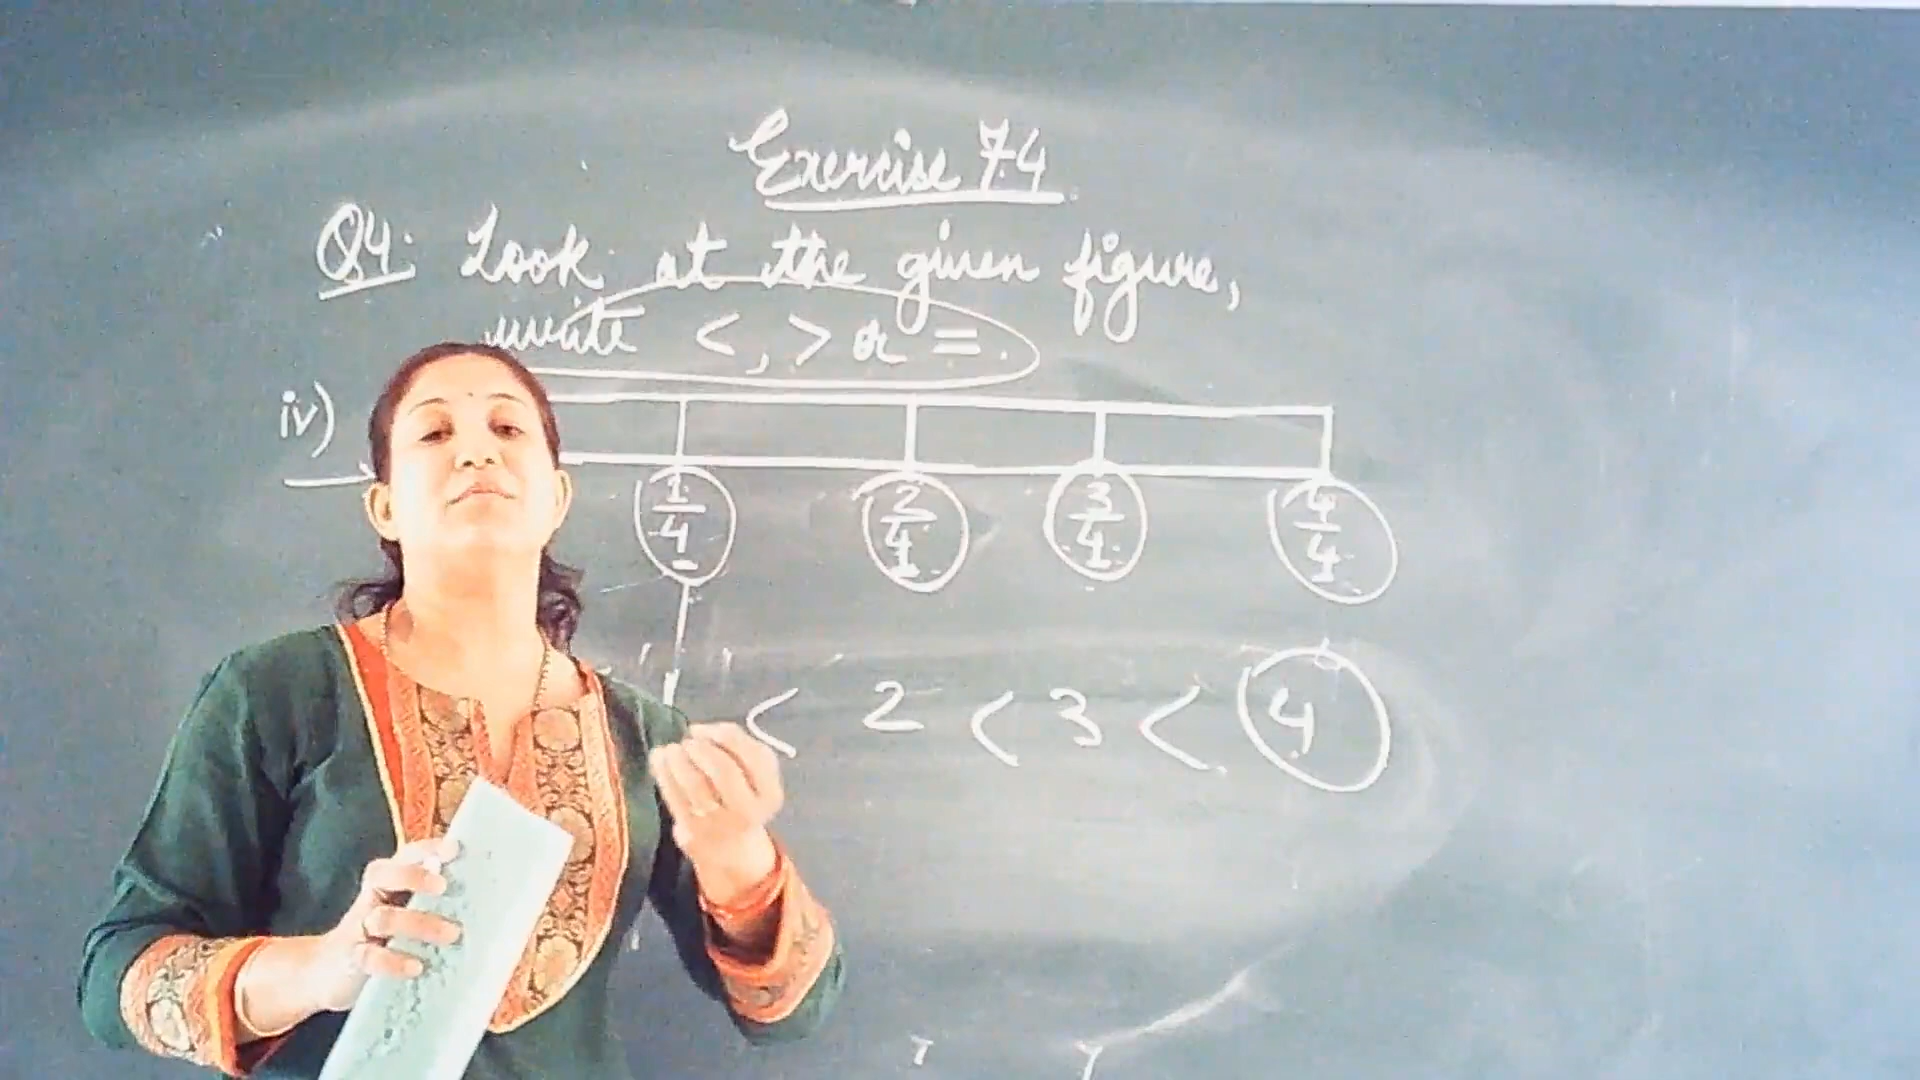 Exercise 7.4
Q4: Look at the given figure,
write <, > or =.
iv)
1/4 2/4 3/4 4/4
1 < 2 < 3 < 4